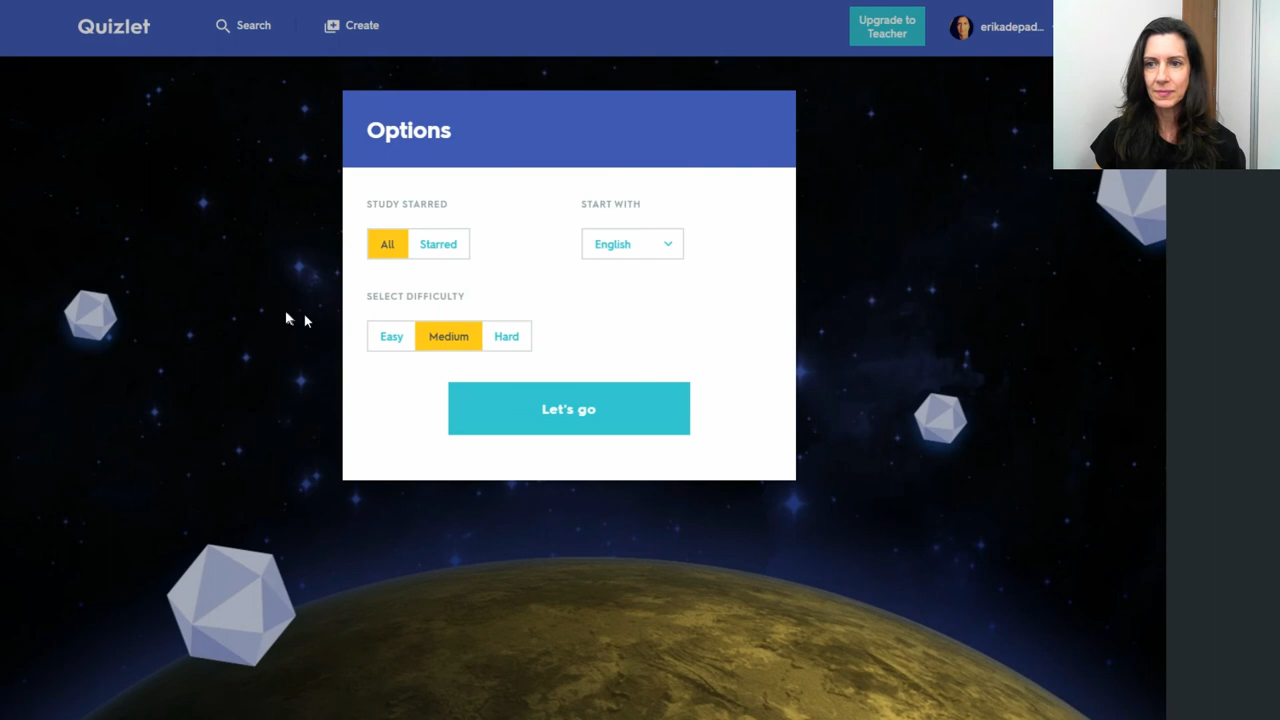 Quizlet
Search
Create
Upgrade to
Teacher
erikadepad...
Options
STUDY STARRED
START WITH
All
Starred
English
SELECT DIFFICULTY
Easy
Medium
Hard
Let's go